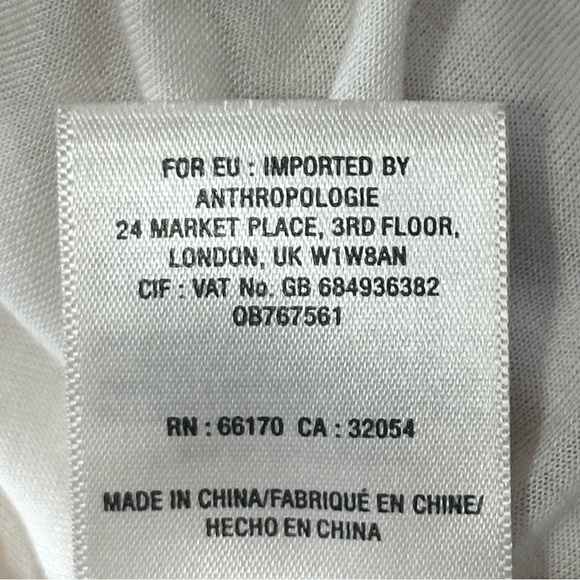 FOR EU : IMPORTED BY
ANTHROPOLOGIE
24 MARKET PLACE, 3RD FLOOR,
LONDON, UK W1W8AN
CIF : VAT No. GB 684936382
OB767561
RN : 66170 CA : 32054
MADE IN CHINA/FABRIQUÉ EN CHINE/
HECHO EN CHINA